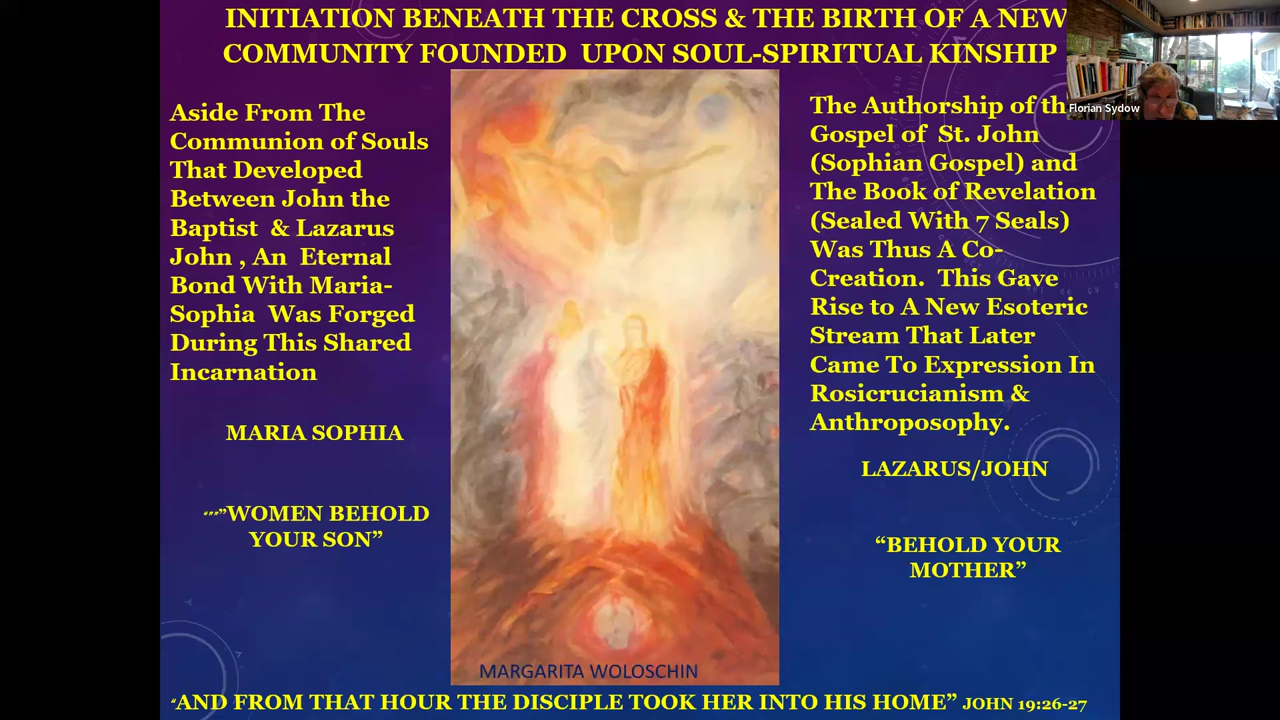 INITIATION BENEATH THE CROSS & THE BIRTH OF A NEW
COMMUNITY FOUNDED UPON SOUL-SPIRITUAL KINSHIP
Aside From The
Communion of Souls
That Developed
Between John the
Baptist & Lazarus
John , An Eternal
Bond With Maria-
Sophia Was Forged
During This Shared
Incarnation
MARIA SOPHIA
“””WOMEN BEHOLD
YOUR SON”
MARGARITA WOLOSCHIN
The Authorship of th
Gospel of St. John
(Sophian Gospel) and
The Book of Revelation
(Sealed With 7 Seals)
Was Thus A Co-
Creation. This Gave
Rise to A New Esoteric
Stream That Later
Came To Expression In
Rosicrucianism &
Anthroposophy.
LAZARUS/JOHN
“BEHOLD YOUR
MOTHER”
“AND FROM THAT HOUR THE DISCIPLE TOOK HER INTO HIS HOME” JOHN 19:26-27
Florian Sydow